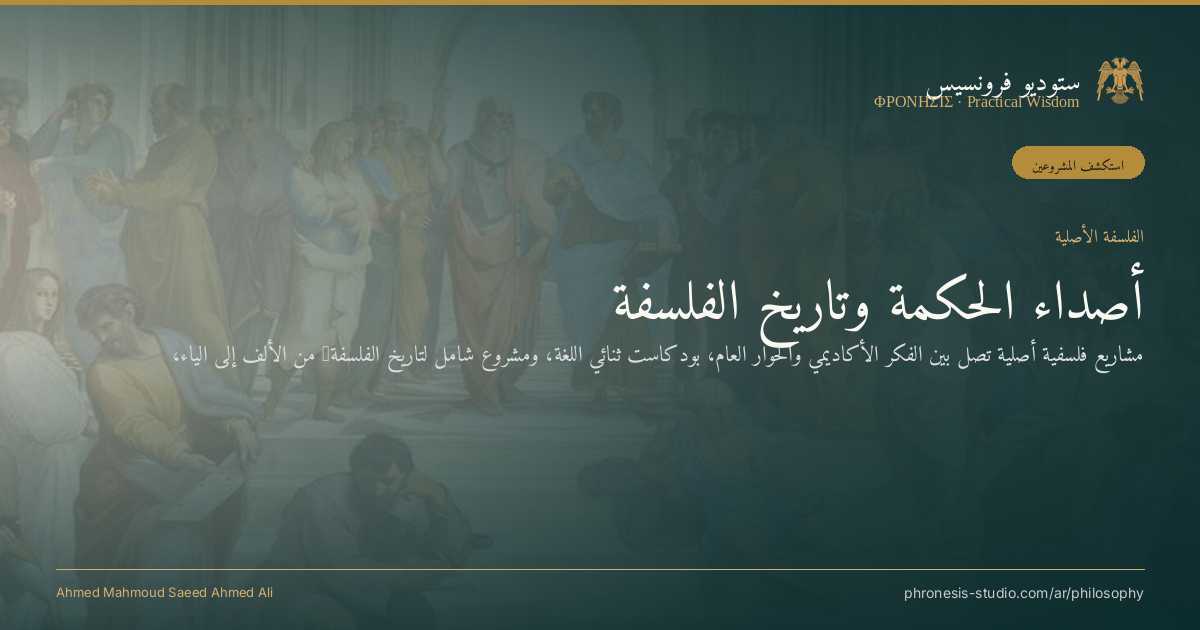 ستوديو فرونسيس
ΦΡΟΝΗΣΙΣ · Practical Wisdom
استكشف المشروعين
الفلسفة الأصلية
أصداء الحكمة وتاريخ الفلسفة
مشاريع فلسفية أصلية تصل بين الفكر الأكاديمي والحوار العام، بودكاست ثنائي اللغة، ومشروع شامل لتاريخ الفلسفة من الألف إلى الياء،
Ahmed Mahmoud Saeed Ahmed Ali
phronesis-studio.com/ar/philosophy